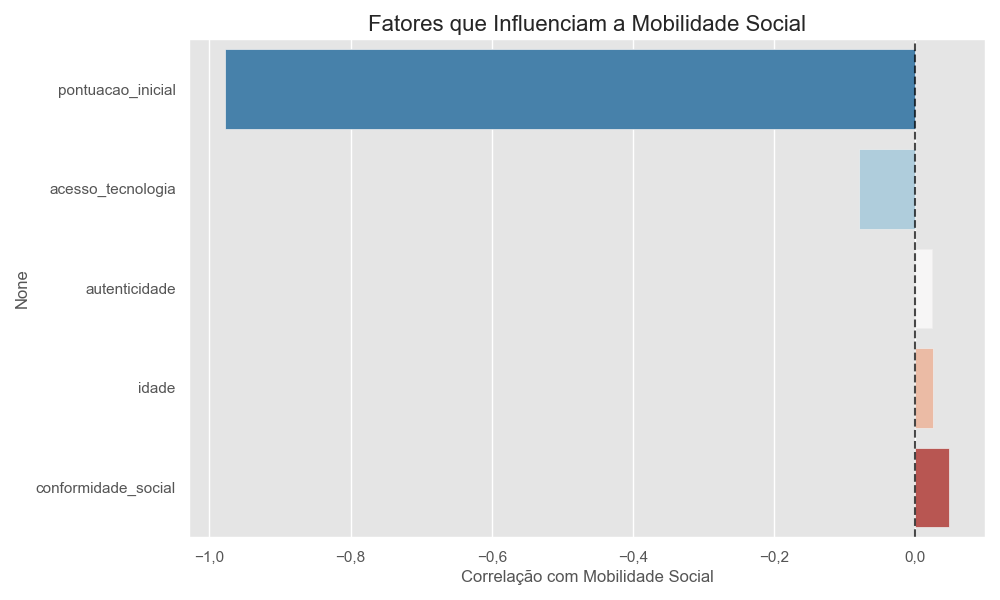 Fatores que Influenciam a Mobilidade Social
pontuacao_inicial
acesso_tecnologia
autenticidade
idade
conformidade_social
None
−1,0
−0,8
−0,6
−0,4
−0,2
0,0
Correlação com Mobilidade Social